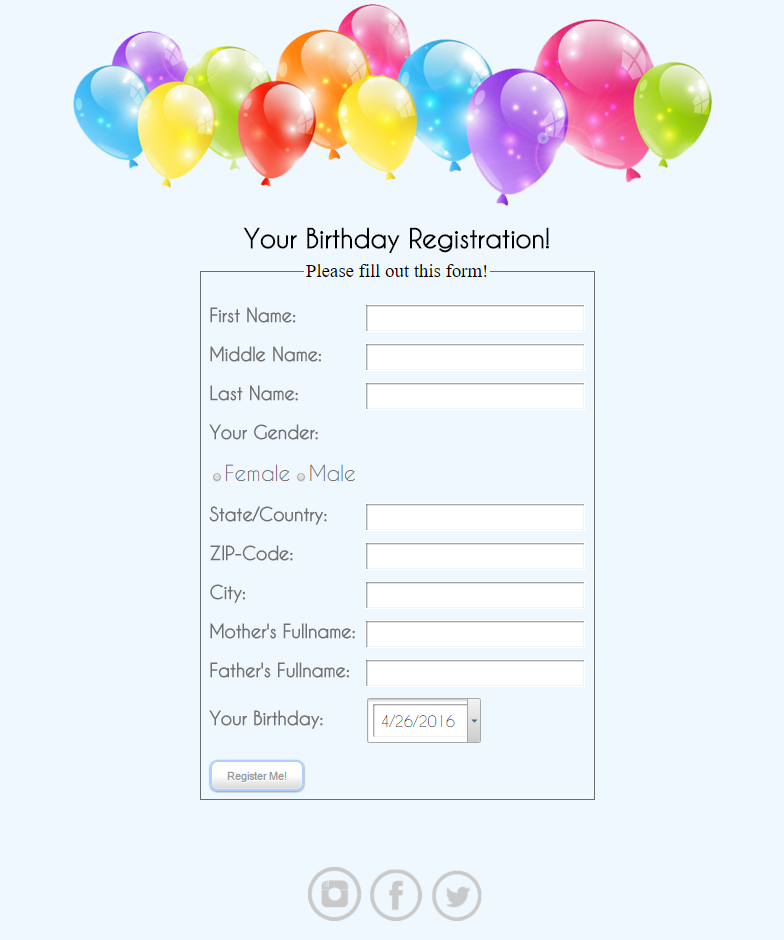 Your Birthday Registration!
Please fill out this form!
First Name:
Middle Name:
Last Name:
Your Gender:
Female Male
State/Country:
ZIP-Code:
City:
Mother's Fullname:
Father's Fullname:
Your Birthday: 4/26/2016
Register Me!